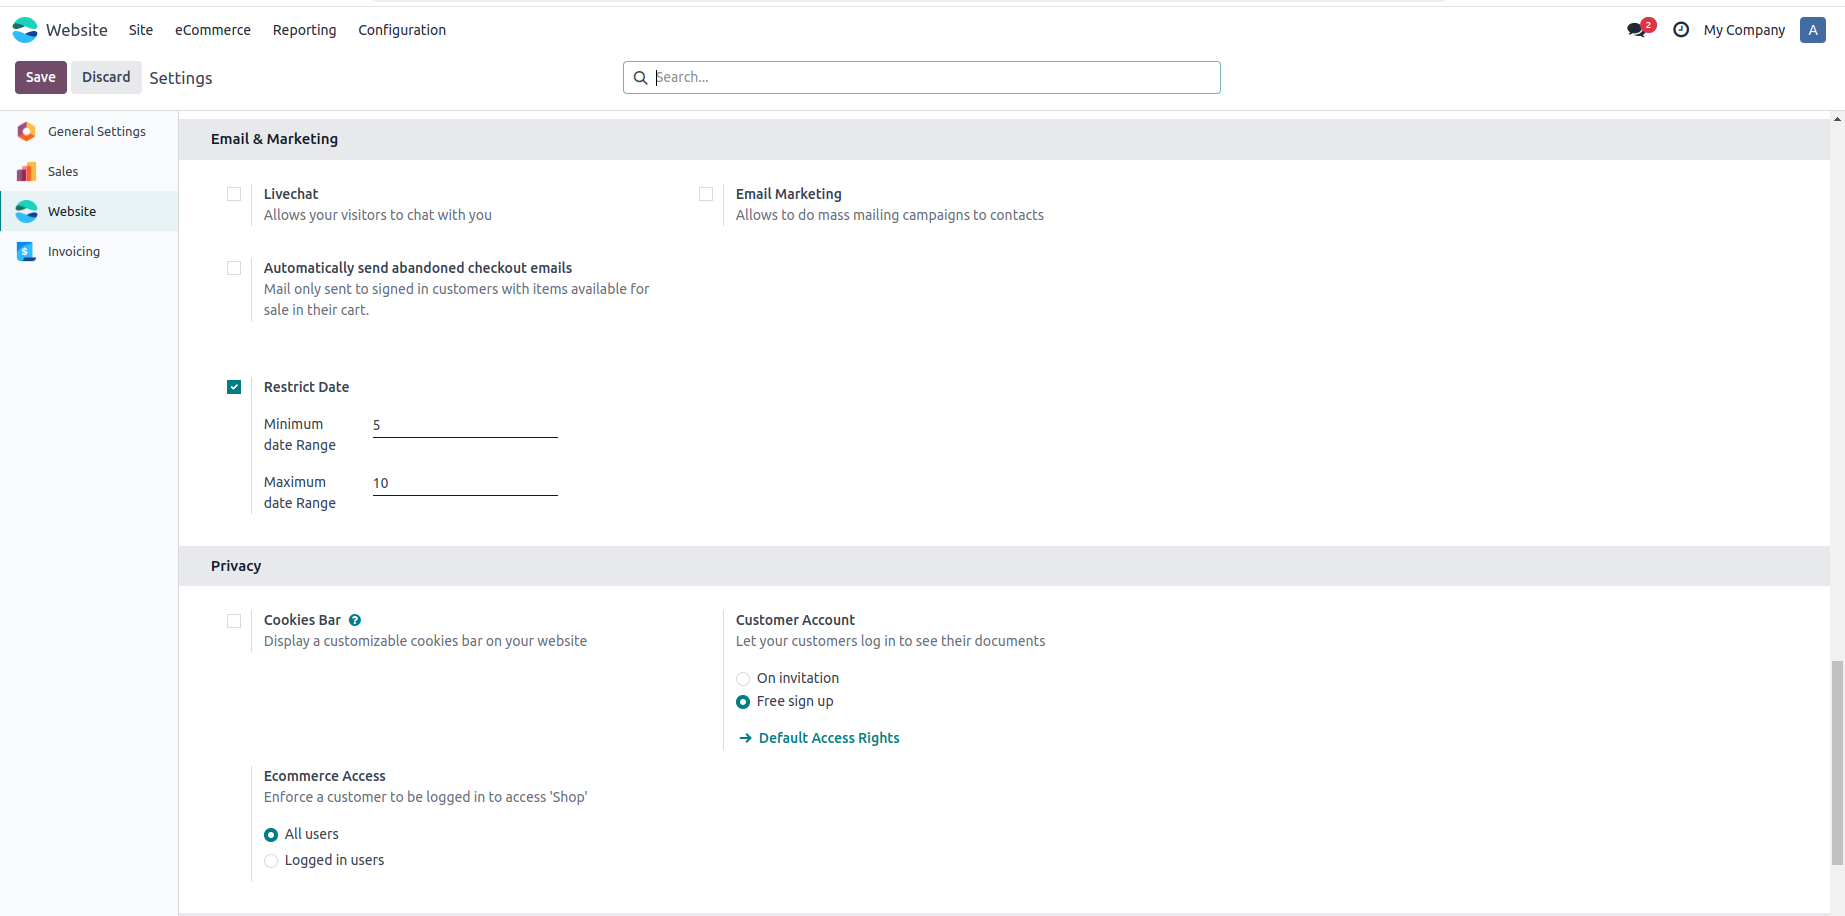 Website Site eCommerce Reporting Configuration 2 My Company A
Save Discard Settings Search...
General Settings
Sales
Website
Invoicing
Email & Marketing
Livechat
Allows your visitors to chat with you
Email Marketing
Allows to do mass mailing campaigns to contacts
Automatically send abandoned checkout emails
Mail only sent to signed in customers with items available for
sale in their cart.
Restrict Date
Minimum
date Range
5
Maximum
date Range
10
Privacy
Cookies Bar ?
Display a customizable cookies bar on your website
Customer Account
Let your customers log in to see their documents
On invitation
Free sign up
Default Access Rights
Ecommerce Access
Enforce a customer to be logged in to access 'Shop'
All users
Logged in users